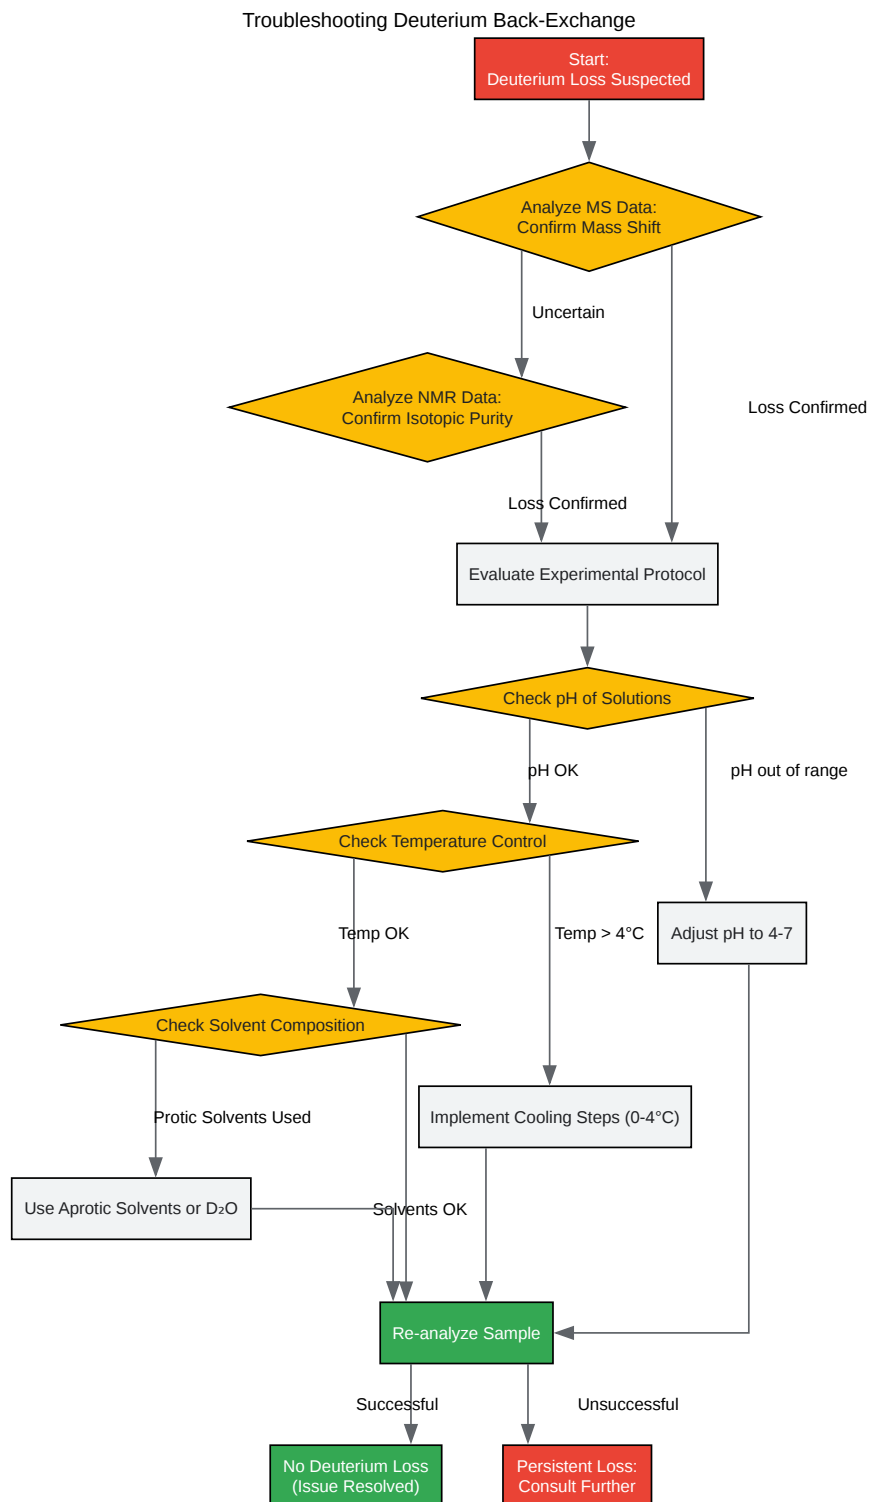 Troubleshooting Deuterium Back-Exchange
Start:
Deuterium Loss Suspected
Analyze MS Data:
Confirm Mass Shift
Uncertain
Analyze NMR Data:
Confirm Isotopic Purity
Loss Confirmed
Loss Confirmed
Evaluate Experimental Protocol
Check pH of Solutions
pH OK
pH out of range
Check Temperature Control
Temp OK
Temp > 4°C
Adjust pH to 4-7
Check Solvent Composition
Protic Solvents Used
Implement Cooling Steps (0-4°C)
Use Aprotic Solvents or D₂O
Solvents OK
Re-analyze Sample
Successful
Unsuccessful
No Deuterium Loss
(Issue Resolved)
Persistent Loss:
Consult Further